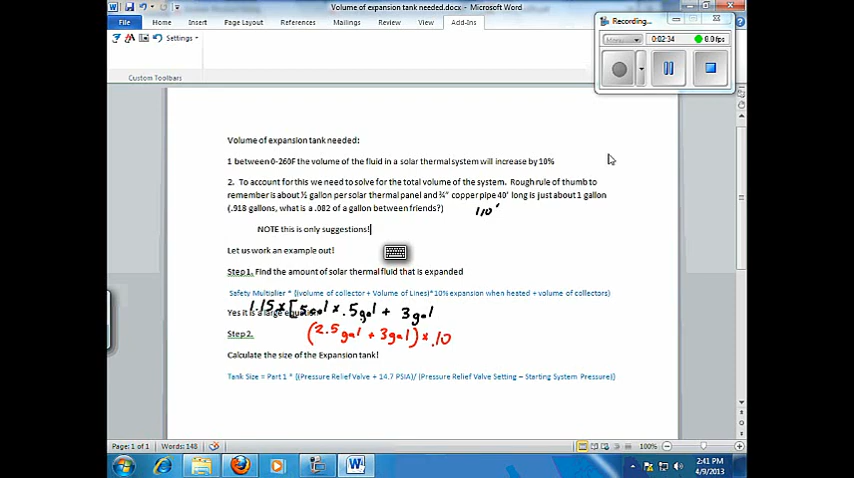 Volume of expansion tank needed.docx - Microsoft Word
Recording...
File Home Insert Page Layout References Mailings Review View Add-Ins
Menu 0:02:34 0.0fps
Settings
Custom Toolbars
Volume of expansion tank needed:
1 between 0-260F the volume of the fluid in a solar thermal system will increase by 10%
2. To account for this we need to solve for the total volume of the system. Rough rule of thumb to
remember is about ½ gallon per solar thermal panel and ¾” copper pipe 40' long is just about 1 gallon
(.918 gallons, what is a .082 of a gallon between friends?)
110'
NOTE this is only suggestions!
Let us work an example out!
Step1. Find the amount of solar thermal fluid that is expanded
Safety Multiplier * ((volume of collector + Volume of Lines)*10% expansion when heated + volume of collectors)
1.15 x [5 col x .5gal + 3gal
Yes it is a large equation
Step2.
(2.5gal + 3gal) x .10
Calculate the size of the Expansion tank!
Tank Size = Part 1 * ((Pressure Relief Valve + 14.7 PSIA)/ (Pressure Relief Valve Setting – Starting System Pressure))
Page: 1 of 1 Words: 148 100%
2:41 PM
4/9/2013